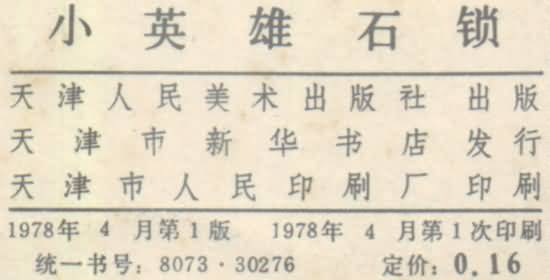 小英雄石锁
天津人民美术出版社出版
天津市新华书店发行
天津市人民印刷厂印刷
1978年 4 月第1版 1978年 4 月第1次印刷
统一书号：8073·30276 定价：0.16